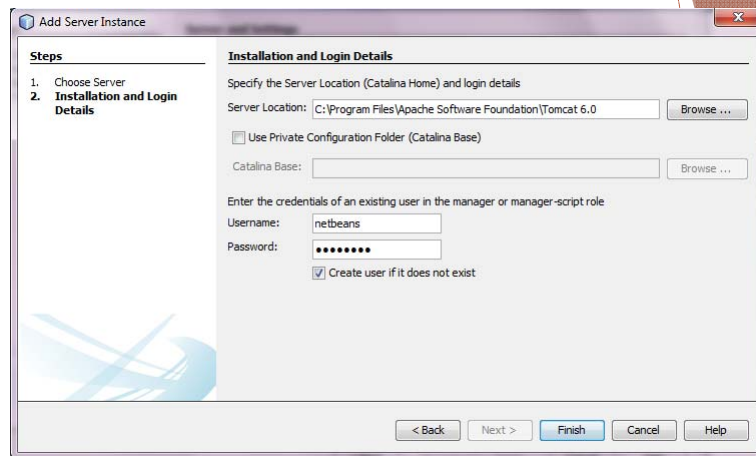 Add Server Instance
Steps
1. Choose Server
2. Installation and Login
Details
Installation and Login Details
Specify the Server Location (Catalina Home) and login details
Server Location: C:\Program Files\Apache Software Foundation\Tomcat 6.0 Browse ...
Use Private Configuration Folder (Catalina Base)
Catalina Base: Browse ...
Enter the credentials of an existing user in the manager or manager-script role
Username: netbeans
Password: ●●●●●●●●
Create user if it does not exist
< Back Next > Finish Cancel Help